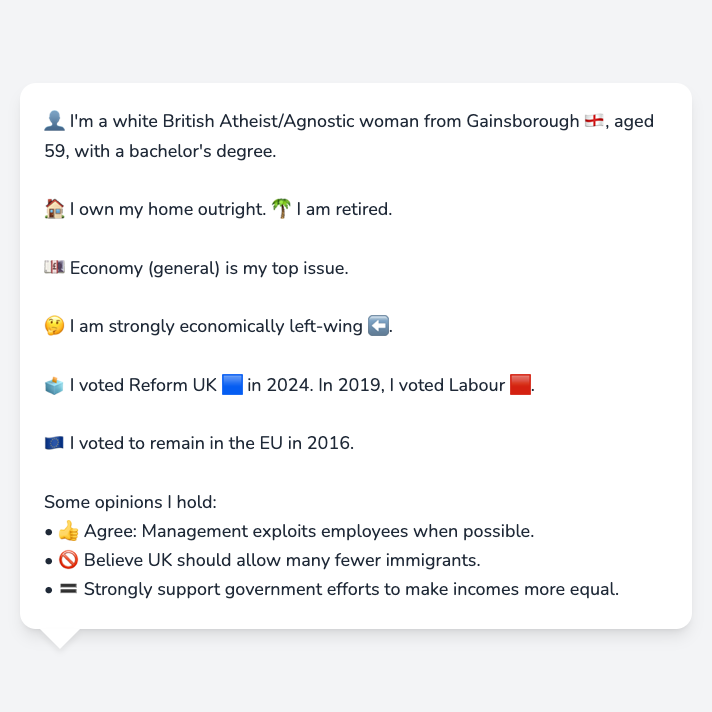 👤 I'm a white British Atheist/Agnostic woman from Gainsborough 🏴󠁧󠁢󠁥󠁮󠁧󠁿, aged
59, with a bachelor's degree.
🏠 I own my home outright. 🌴 I am retired.
💷 Economy (general) is my top issue.
🤔 I am strongly economically left-wing ⬅️.
🗳️ I voted Reform UK 🟦 in 2024. In 2019, I voted Labour 🟥.
🇪🇺 I voted to remain in the EU in 2016.
Some opinions I hold:
• 👍 Agree: Management exploits employees when possible.
• 🚫 Believe UK should allow many fewer immigrants.
• 🟰 Strongly support government efforts to make incomes more equal.